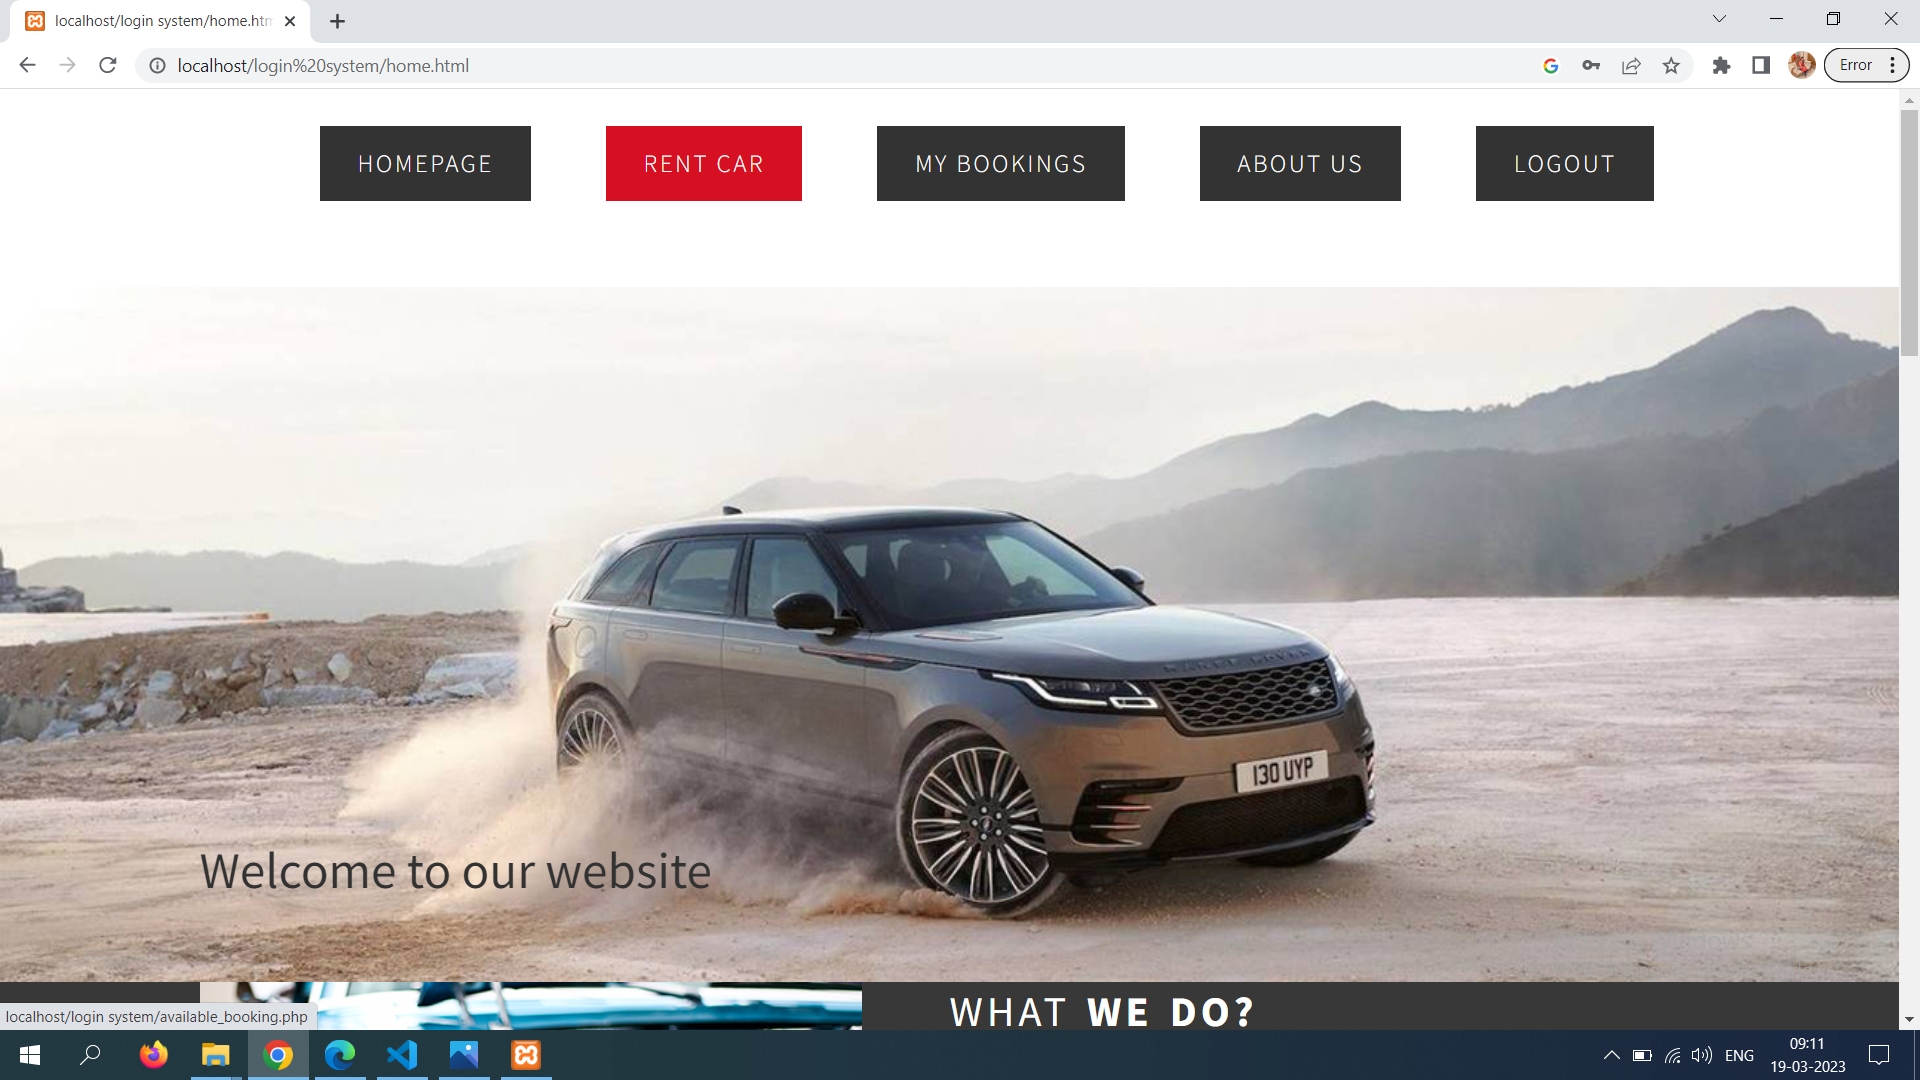 localhost/login system/home.htm
localhost/login%20system/home.html
Error
HOMEPAGE
RENT CAR
MY BOOKINGS
ABOUT US
LOGOUT
130 UYP
Welcome to our website
WHAT WE DO?
localhost/login system/available_booking.php
ENG
09:11
19-03-2023